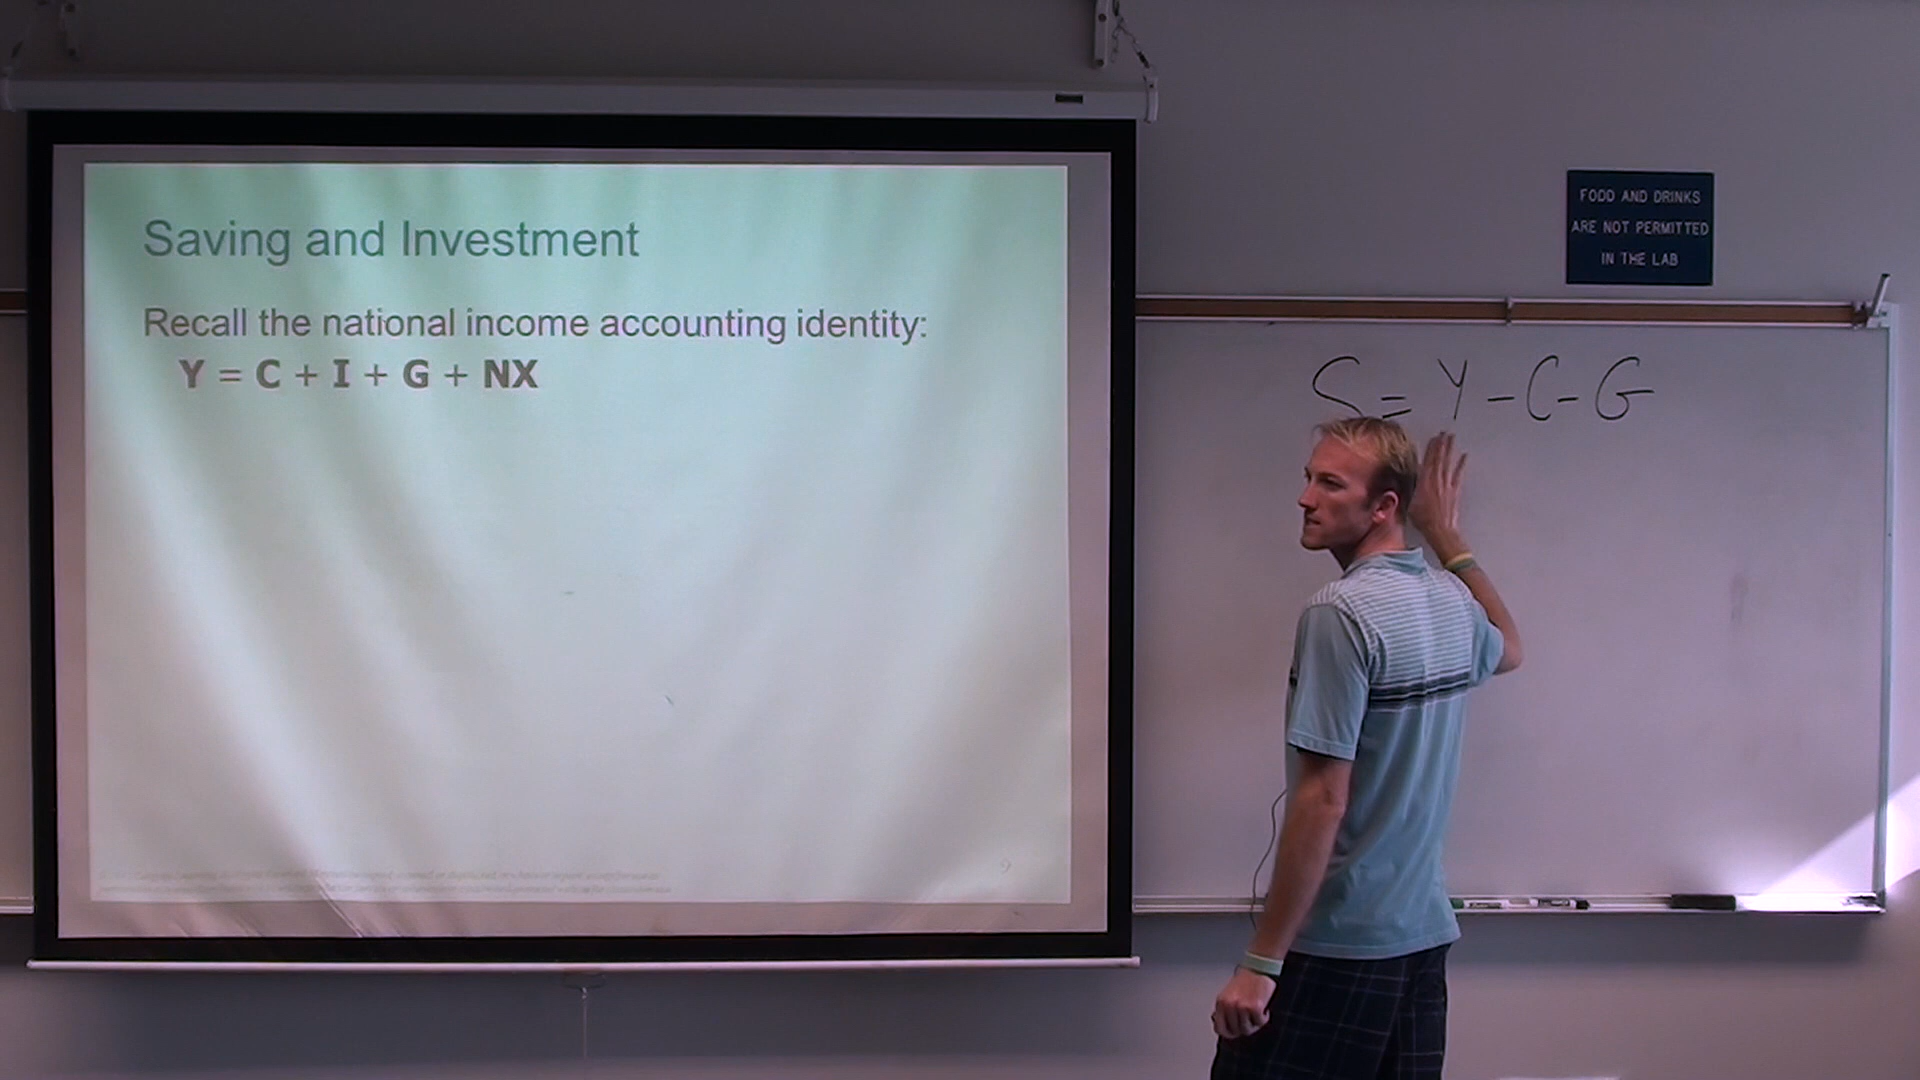 Saving and Investment
Recall the national income accounting identity:
Y = C + I + G + NX
9
S = Y - C - G
FOOD AND DRINKS
ARE NOT PERMITTED
IN THE LAB